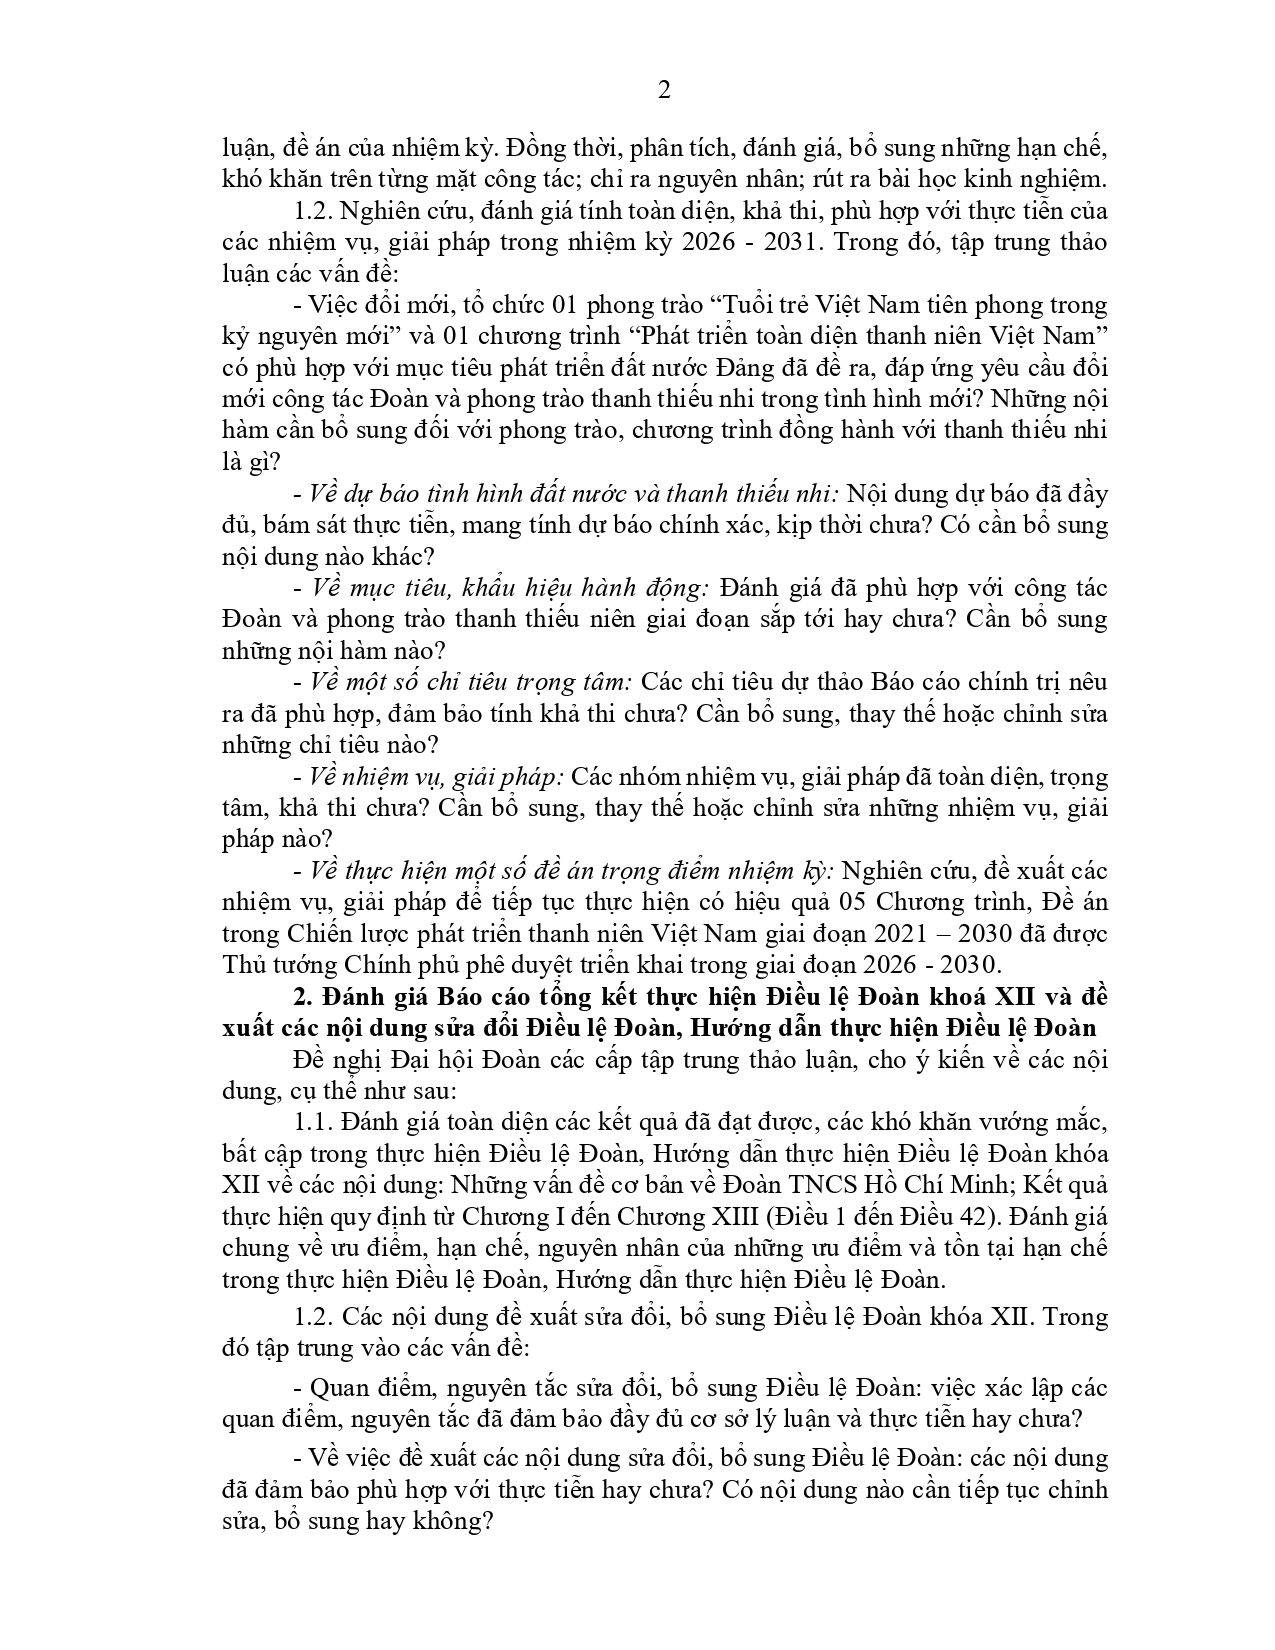 2
luận, đề án của nhiệm kỳ. Đồng thời, phân tích, đánh giá, bổ sung những hạn chế,
khó khăn trên từng mặt công tác; chỉ ra nguyên nhân; rút ra bài học kinh nghiệm.
1.2. Nghiên cứu, đánh giá tính toàn diện, khả thi, phù hợp với thực tiễn của
các nhiệm vụ, giải pháp trong nhiệm kỳ 2026 - 2031. Trong đó, tập trung thảo
luận các vấn đề:
- Việc đổi mới, tổ chức 01 phong trào “Tuổi trẻ Việt Nam tiên phong trong
kỷ nguyên mới” và 01 chương trình “Phát triển toàn diện thanh niên Việt Nam”
có phù hợp với mục tiêu phát triển đất nước Đảng đã đề ra, đáp ứng yêu cầu đổi
mới công tác Đoàn và phong trào thanh thiếu nhi trong tình hình mới? Những nội
hàm cần bổ sung đối với phong trào, chương trình đồng hành với thanh thiếu nhi
là gì?
- Về dự báo tình hình đất nước và thanh thiếu nhi: Nội dung dự báo đã đầy
đủ, bám sát thực tiễn, mang tính dự báo chính xác, kịp thời chưa? Có cần bổ sung
nội dung nào khác?
- Về mục tiêu, khẩu hiệu hành động: Đánh giá đã phù hợp với công tác
Đoàn và phong trào thanh thiếu niên giai đoạn sắp tới hay chưa? Cần bổ sung
những nội hàm nào?
- Về một số chỉ tiêu trọng tâm: Các chỉ tiêu dự thảo Báo cáo chính trị nêu
ra đã phù hợp, đảm bảo tính khả thi chưa? Cần bổ sung, thay thế hoặc chỉnh sửa
những chỉ tiêu nào?
- Về nhiệm vụ, giải pháp: Các nhóm nhiệm vụ, giải pháp đã toàn diện, trọng
tâm, khả thi chưa? Cần bổ sung, thay thế hoặc chỉnh sửa những nhiệm vụ, giải
pháp nào?
- Về thực hiện một số đề án trọng điểm nhiệm kỳ: Nghiên cứu, đề xuất các
nhiệm vụ, giải pháp để tiếp tục thực hiện có hiệu quả 05 Chương trình, Đề án
trong Chiến lược phát triển thanh niên Việt Nam giai đoạn 2021 – 2030 đã được
Thủ tướng Chính phủ phê duyệt triển khai trong giai đoạn 2026 - 2030.
2. Đánh giá Báo cáo tổng kết thực hiện Điều lệ Đoàn khoá XII và đề
xuất các nội dung sửa đổi Điều lệ Đoàn, Hướng dẫn thực hiện Điều lệ Đoàn
Đề nghị Đại hội Đoàn các cấp tập trung thảo luận, cho ý kiến về các nội
dung, cụ thể như sau:
1.1. Đánh giá toàn diện các kết quả đã đạt được, các khó khăn vướng mắc,
bất cập trong thực hiện Điều lệ Đoàn, Hướng dẫn thực hiện Điều lệ Đoàn khóa
XII về các nội dung: Những vấn đề cơ bản về Đoàn TNCS Hồ Chí Minh; Kết quả
thực hiện quy định từ Chương I đến Chương XIII (Điều 1 đến Điều 42). Đánh giá
chung về ưu điểm, hạn chế, nguyên nhân của những ưu điểm và tồn tại hạn chế
trong thực hiện Điều lệ Đoàn, Hướng dẫn thực hiện Điều lệ Đoàn.
1.2. Các nội dung đề xuất sửa đổi, bổ sung Điều lệ Đoàn khóa XII. Trong
đó tập trung vào các vấn đề:
- Quan điểm, nguyên tắc sửa đổi, bổ sung Điều lệ Đoàn: việc xác lập các
quan điểm, nguyên tắc đã đảm bảo đầy đủ cơ sở lý luận và thực tiễn hay chưa?
- Về việc đề xuất các nội dung sửa đổi, bổ sung Điều lệ Đoàn: các nội dung
đã đảm bảo phù hợp với thực tiễn hay chưa? Có nội dung nào cần tiếp tục chỉnh
sửa, bổ sung hay không?